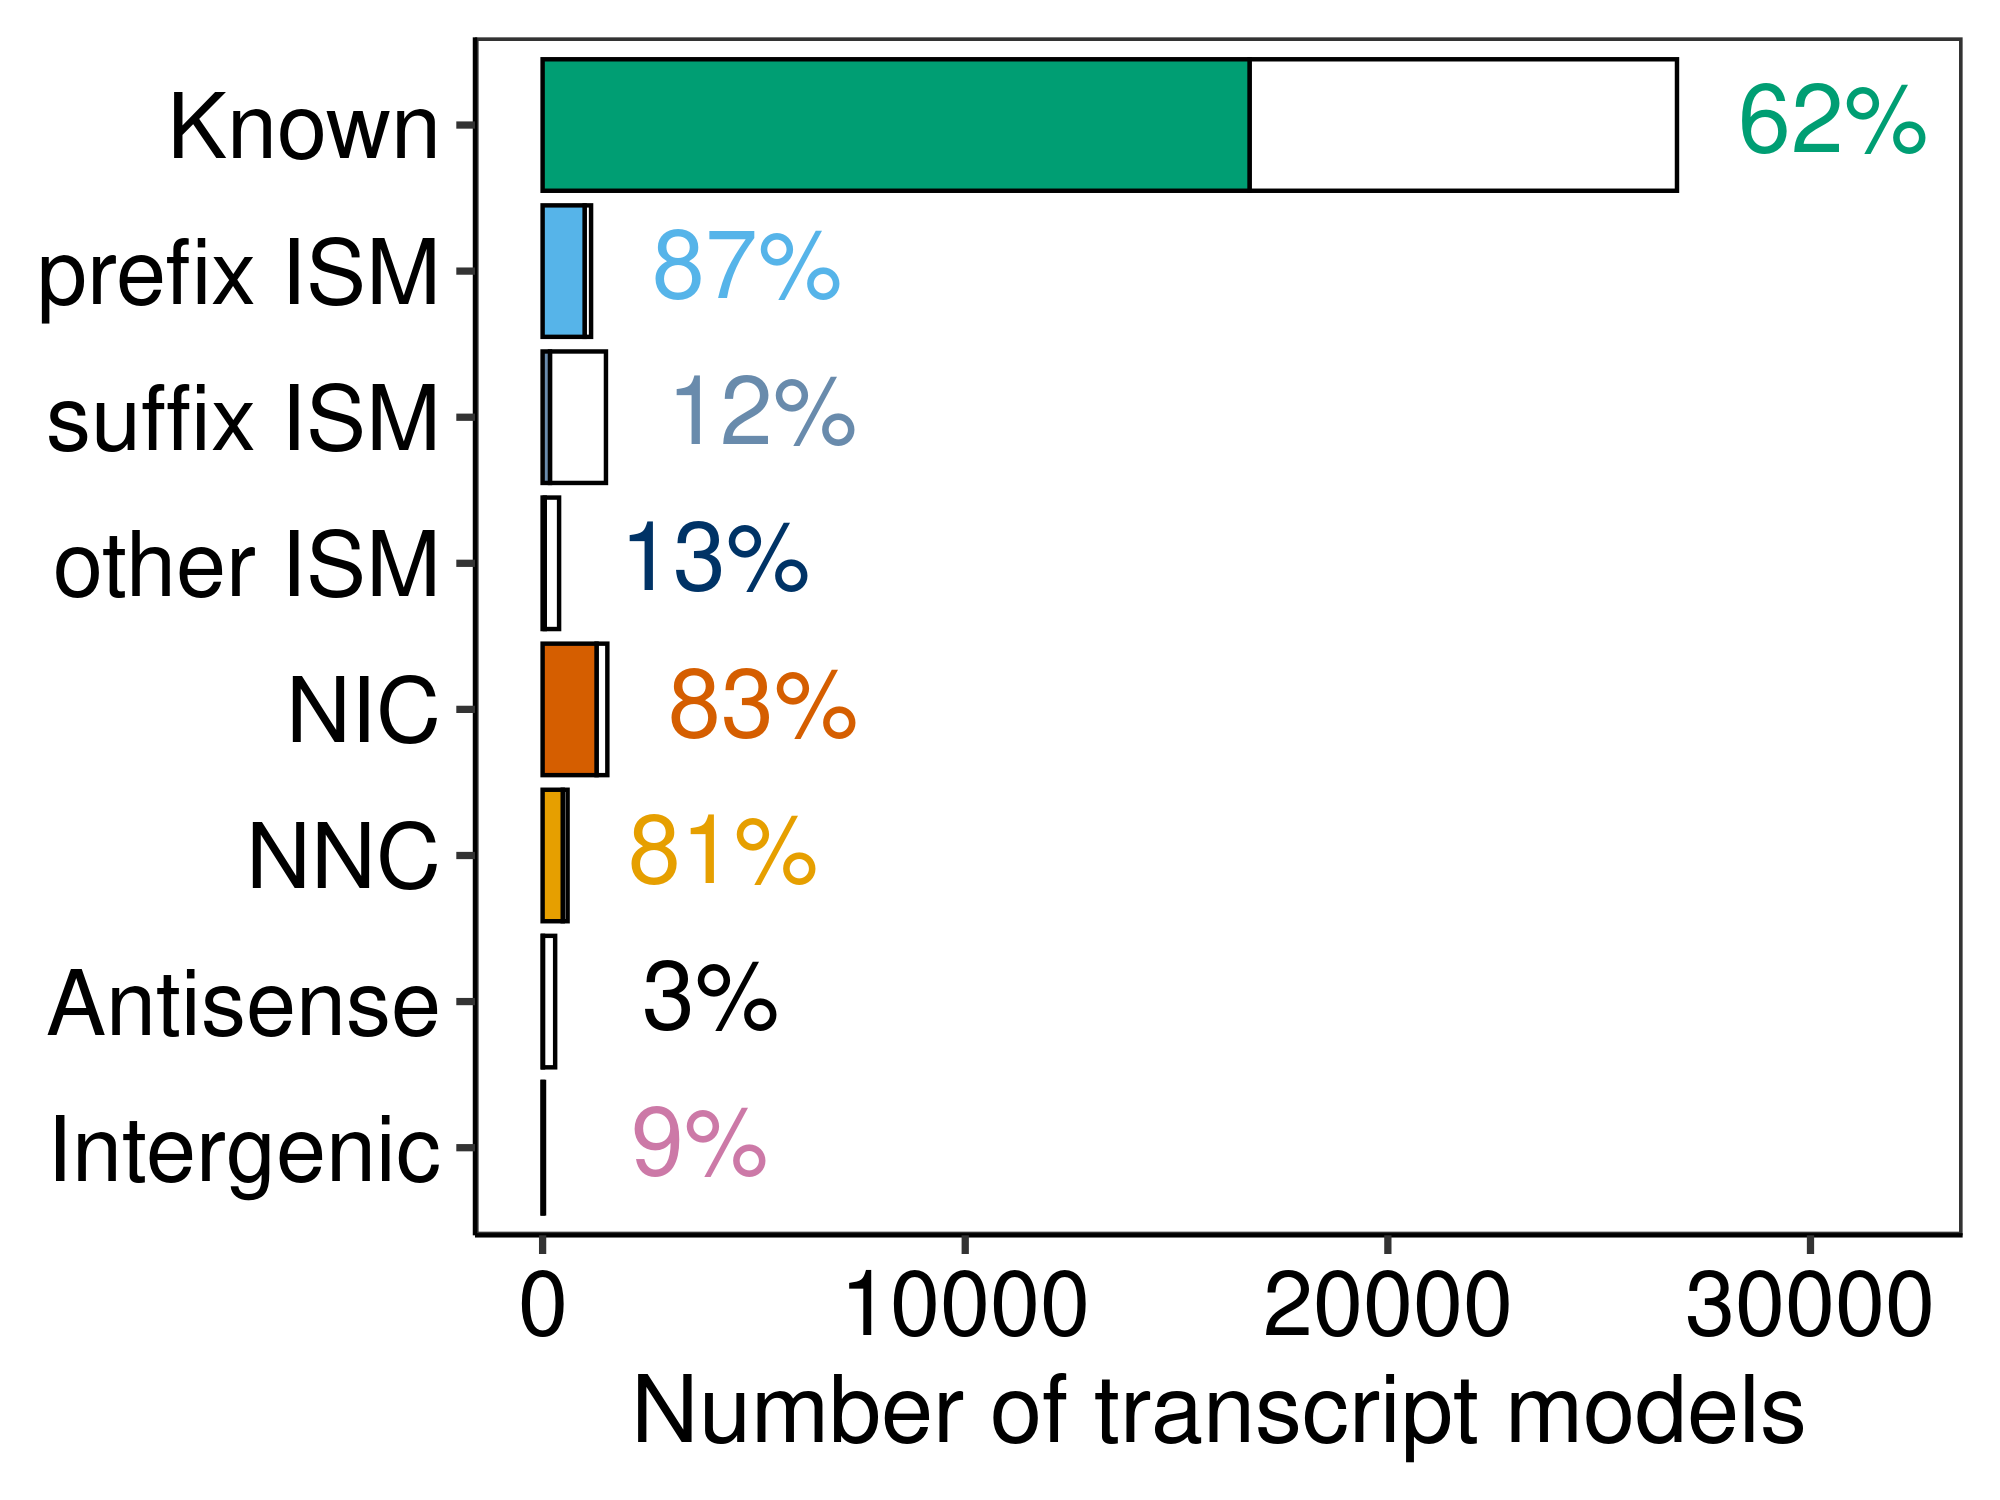 Known 62%
prefix ISM 87%
suffix ISM 12%
other ISM 13%
NIC 83%
NNC 81%
Antisense 3%
Intergenic 9%
0 10000 20000 30000
Number of transcript models